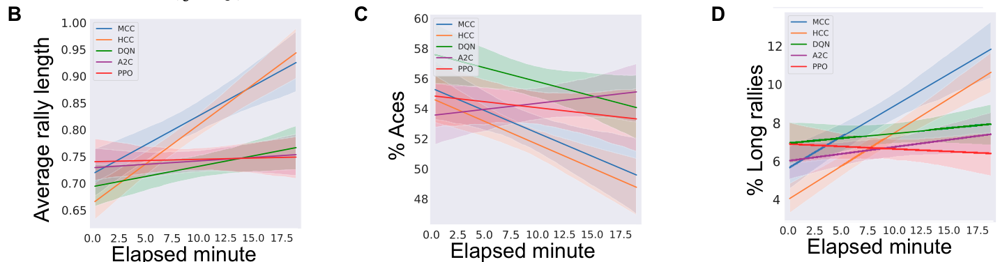 B
Average rally length
1.00
0.95
0.90
0.85
0.80
0.75
0.70
0.65
MCC
HCC
DQN
A2C
PPO
0.0 2.5 5.0 7.5 10.0 12.5 15.0 17.5
Elapsed minute
C
% Aces
60
58
56
54
52
50
48
MCC
HCC
DQN
A2C
PPO
0.0 2.5 5.0 7.5 10.0 12.5 15.0 17.5
Elapsed minute
D
% Long rallies
12
10
8
6
4
MCC
HCC
DQN
A2C
PPO
0.0 2.5 5.0 7.5 10.0 12.5 15.0 17.5
Elapsed minute